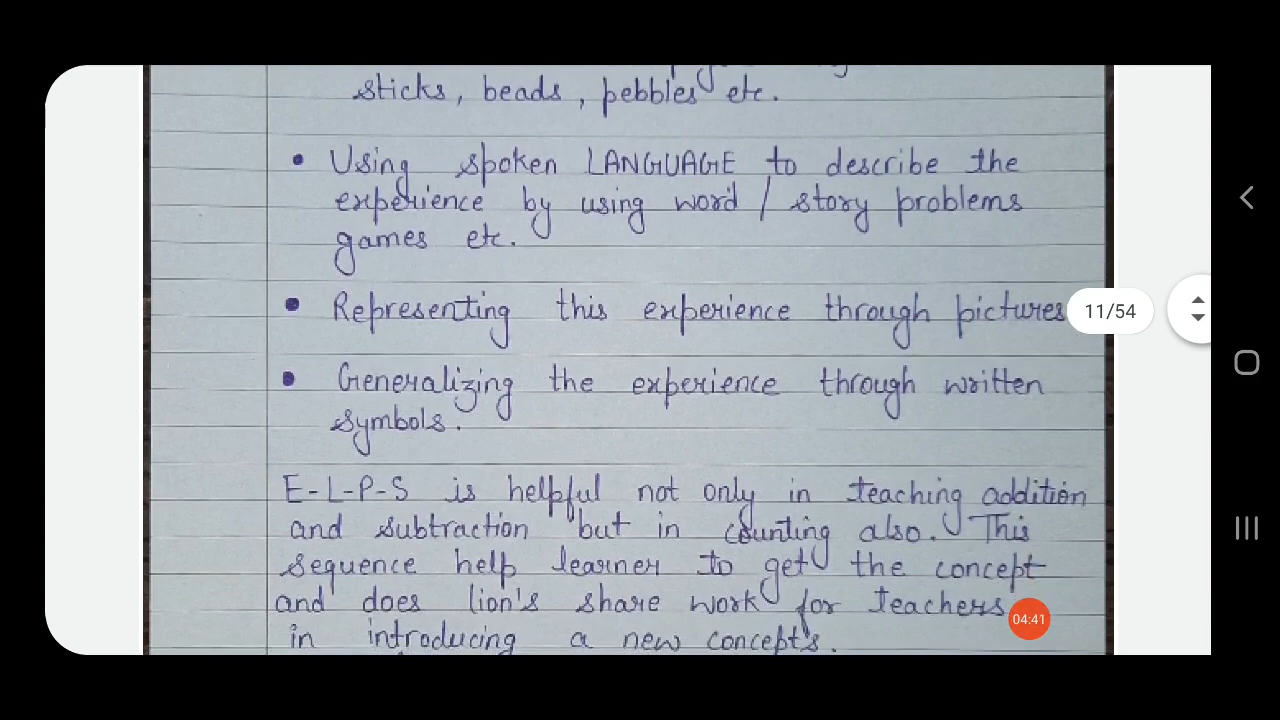 sticks, beads, pebbles etc.
• Using spoken LANGUAGE to describe the
experience by using word / story problems
games etc.
• Representing this experience through pictures
11/54
• Generalizing the experience through written
symbols.
E-L-P-S is helpful not only in teaching addition
and subtraction but in counting also. This
sequence help learner to get the concept
and does lion's share work for teachers
04:41
in introducing a new concept's.